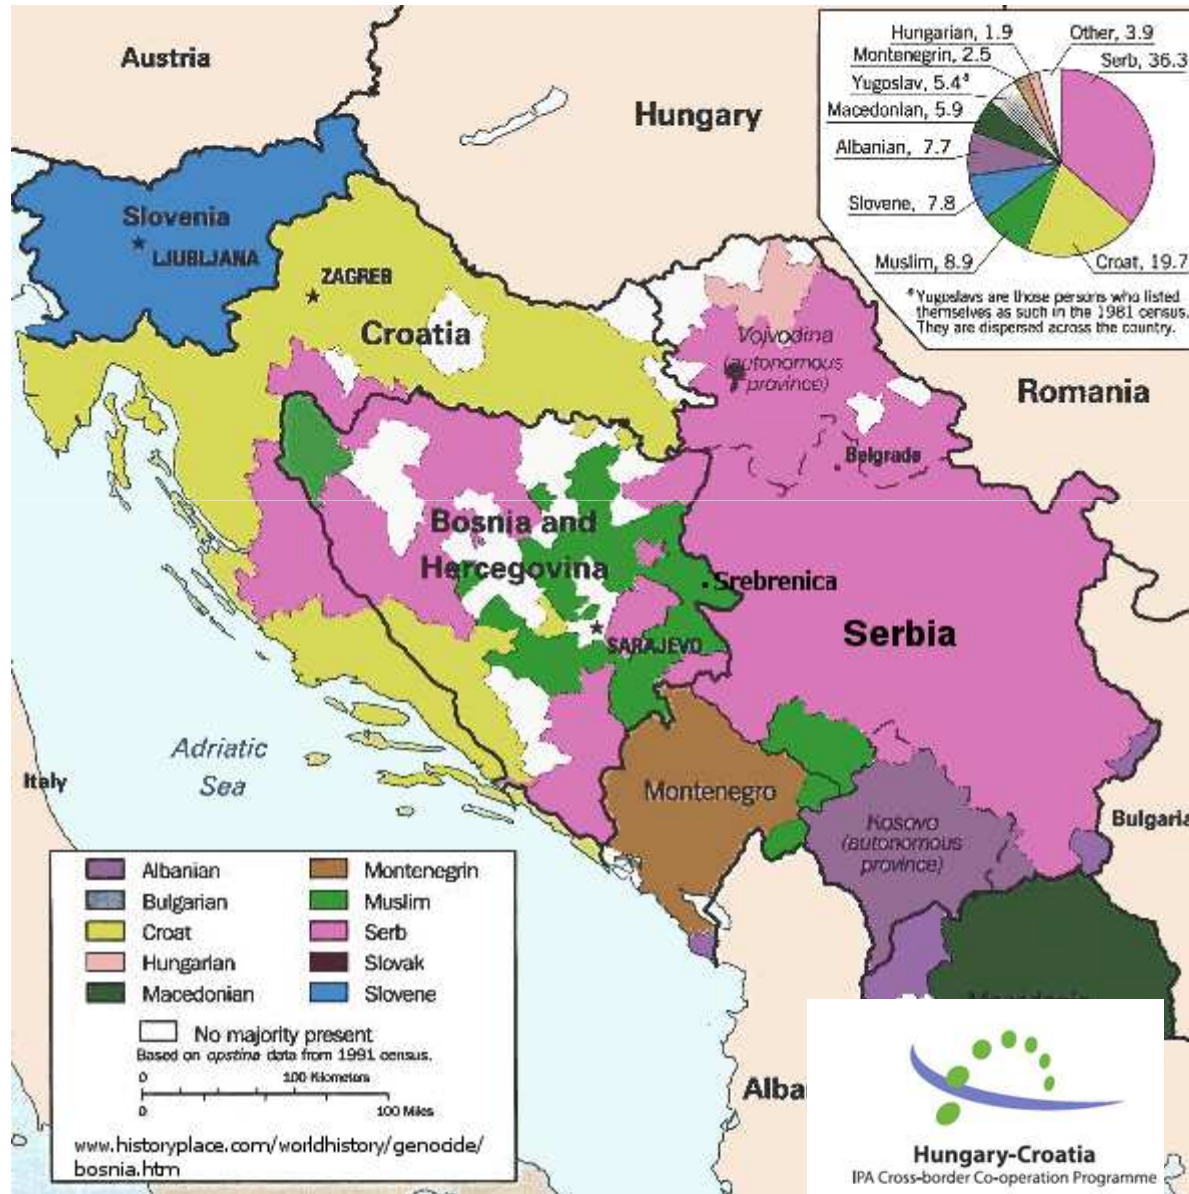 Austria
Hungary
Hungarian, 1.9
Other, 3.9
Montenegrin, 2.5
Serb, 36.3
Yugoslav, 5.4ª
Macedonian, 5.9
Albanian, 7.7
Slovene, 7.8
Muslim, 8.9
Croat, 19.7
ª Yugoslavs are those persons who listed
themselves as such in the 1981 census.
They are dispersed across the country.
Slovenia
LJUBLJANA
ZAGREB
Croatia
Vojvodina
(autonomous
province)
Romania
Belgrade
Bosnia and
Hercegovina
Srebrenica
SARAJEVO
Serbia
Adriatic
Sea
Italy
Montenegro
Kosovo
(autonomous
province)
Bulgaria
Albanian
Montenegrin
Bulgarian
Muslim
Croat
Serb
Hungarian
Slovak
Macedonian
Slovene
No majority present
Based on opstina data from 1991 census.
0 100 Kilometers
0 100 Miles
www.historyplace.com/worldhistory/genocide/
bosnia.htm
Alba
Hungary-Croatia
IPA Cross-border Co-operation Programme